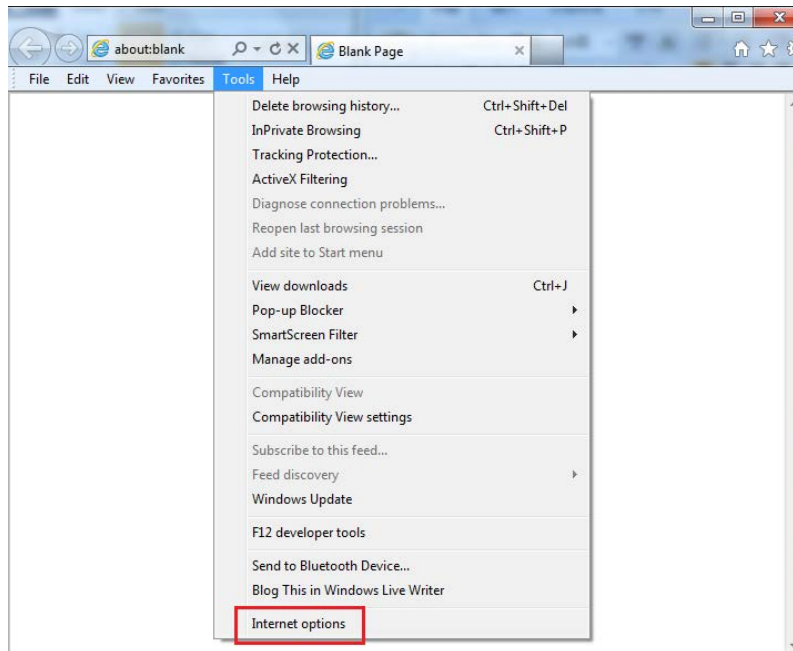 about:blank
Blank Page
File Edit View Favorites Tools Help
Delete browsing history... Ctrl+Shift+Del
InPrivate Browsing Ctrl+Shift+P
Tracking Protection...
ActiveX Filtering
Diagnose connection problems...
Reopen last browsing session
Add site to Start menu
View downloads Ctrl+J
Pop-up Blocker
SmartScreen Filter
Manage add-ons
Compatibility View
Compatibility View settings
Subscribe to this feed...
Feed discovery
Windows Update
F12 developer tools
Send to Bluetooth Device...
Blog This in Windows Live Writer
Internet options